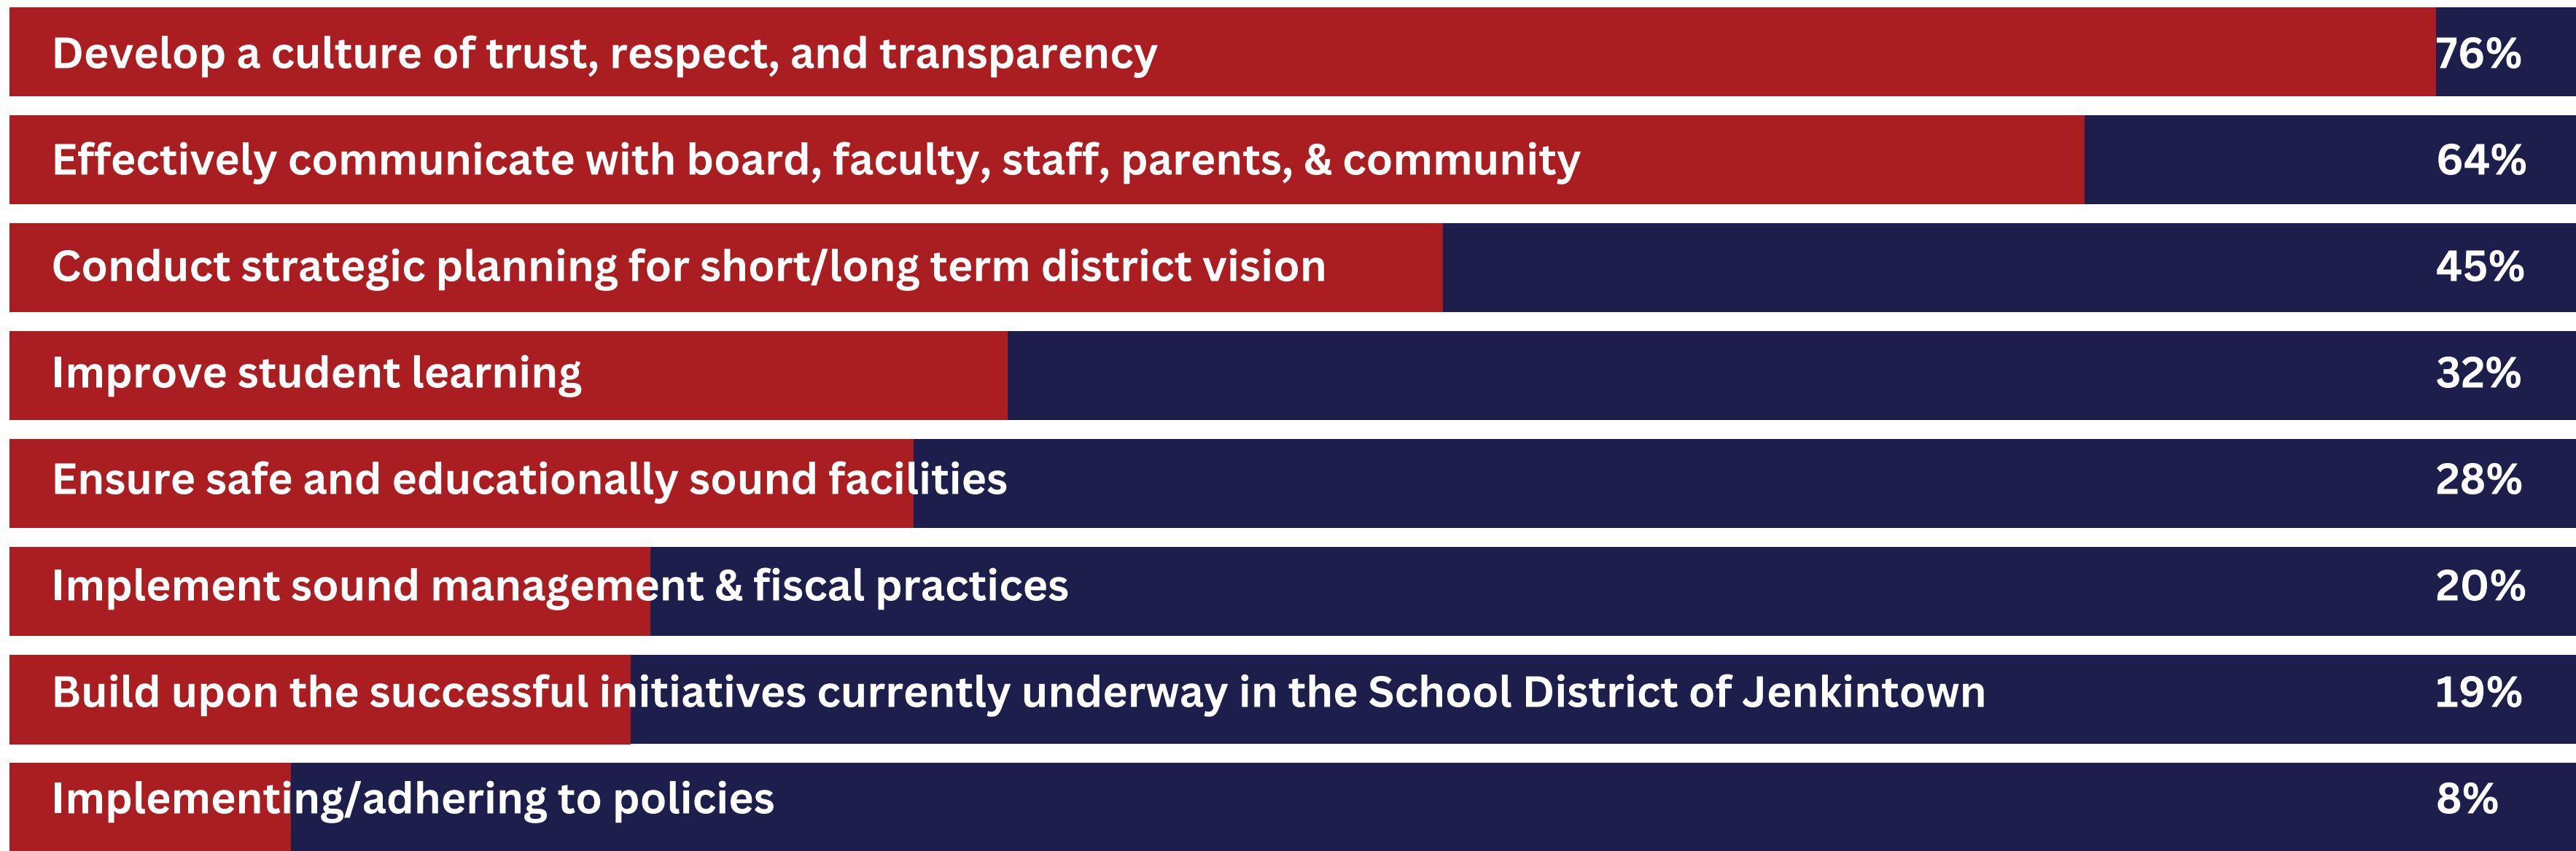 Develop a culture of trust, respect, and transparency 76%
Effectively communicate with board, faculty, staff, parents, & community 64%
Conduct strategic planning for short/long term district vision 45%
Improve student learning 32%
Ensure safe and educationally sound facilities 28%
Implement sound management & fiscal practices 20%
Build upon the successful initiatives currently underway in the School District of Jenkintown 19%
Implementing/adhering to policies 8%